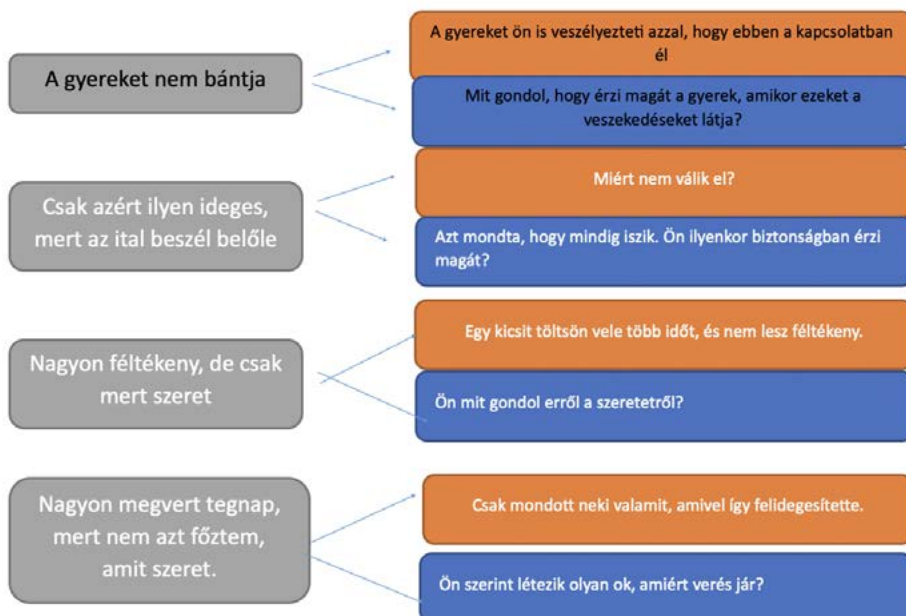 A gyereket nem bántja
A gyereket ön is veszélyezteti azzal, hogy ebben a kapcsolatban
él
Mit gondol, hogy érzi magát a gyerek, amikor ezeket a
veszekedéseket látja?
Csak azért ilyen ideges,
mert az ital beszél belőle
Miért nem válik el?
Azt mondta, hogy mindig iszik. Ön ilyenkor biztonságban érzi
magát?
Nagyon féltékeny, de csak
mert szeret
Egy kicsit töltsön vele több időt, és nem lesz féltékeny.
Ön mit gondol erről a szeretetről?
Nagyon megvert tegnap,
mert nem azt főztem,
amit szeret.
Csak mondott neki valamit, amivel így felidegesítette.
Ön szerint létezik olyan ok, amiért verés jár?